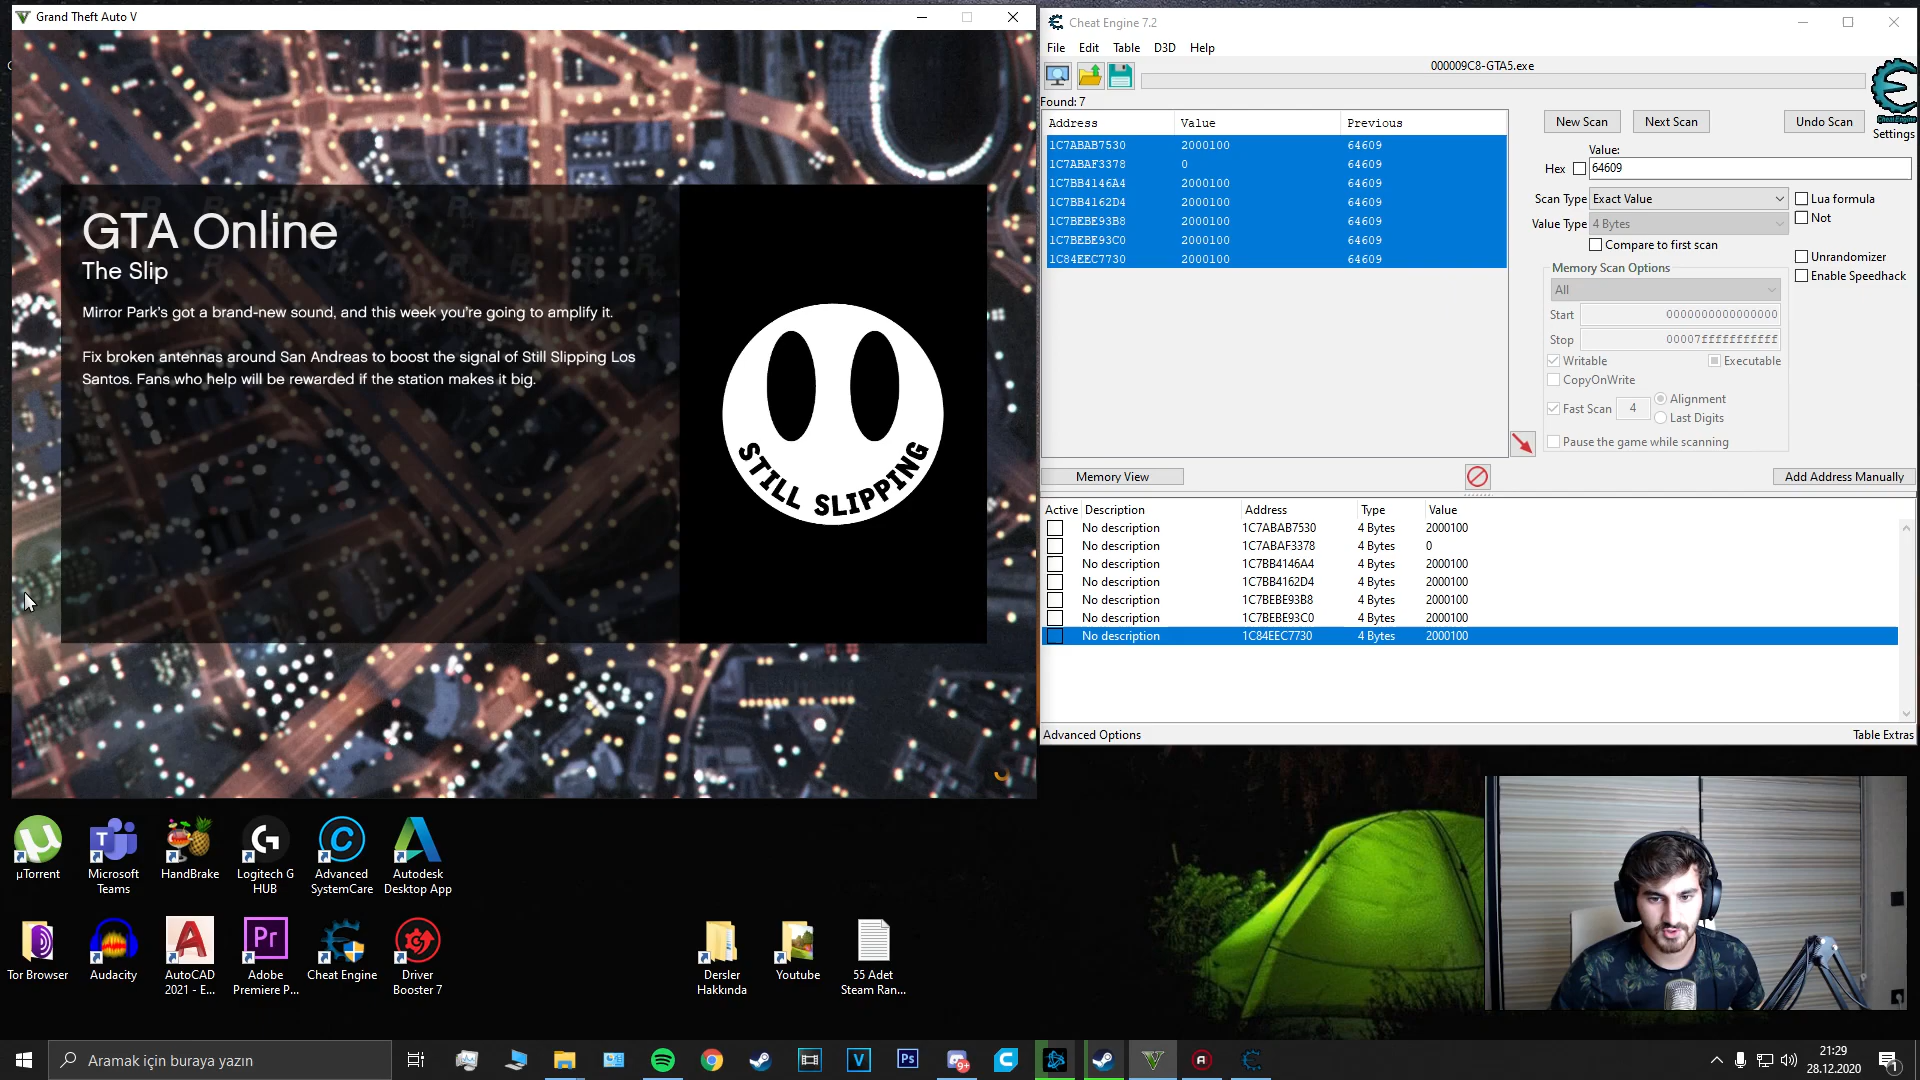 Grand Theft Auto V
GTA Online
The Slip
Mirror Park's got a brand-new sound, and this week you're going to amplify it.
Fix broken antennas around San Andreas to boost the signal of Still Slipping Los
Santos. Fans who help will be rewarded if the station makes it big.
STILL SLIPPING
Cheat Engine 7.2
File Edit Table D3D Help
000009C8-GTA5.exe
Found: 7
Address Value Previous
1C7ABAB7530 2000100 64609
1C7ABAF3378 0 64609
1C7BB4146A4 2000100 64609
1C7BB4162D4 2000100 64609
1C7BEBE93B8 2000100 64609
1C7BEBE93C0 2000100 64609
1C84EEC7730 2000100 64609
New Scan Next Scan Undo Scan
Cheat Engine
Settings
Value:
Hex 64609
Scan Type Exact Value
Lua formula
Value Type 4 Bytes
Not
Compare to first scan
Memory Scan Options
Unrandomizer
Enable Speedhack
All
Start 0000000000000000
Stop 00007fffffffffff
Writable Executable
CopyOnWrite
Fast Scan 4 Alignment
Last Digits
Pause the game while scanning
Memory View Add Address Manually
Active Description Address Type Value
No description 1C7ABAB7530 4 Bytes 2000100
No description 1C7ABAF3378 4 Bytes 0
No description 1C7BB4146A4 4 Bytes 2000100
No description 1C7BB4162D4 4 Bytes 2000100
No description 1C7BEBE93B8 4 Bytes 2000100
No description 1C7BEBE93C0 4 Bytes 2000100
No description 1C84EEC7730 4 Bytes 2000100
Advanced Options Table Extras
µTorrent
Microsoft
Teams
HandBrake
Logitech G
HUB
Advanced
SystemCare
Autodesk
Desktop App
Tor Browser
Audacity
AutoCAD
2021 - E...
Adobe
Premiere P...
Cheat Engine
Driver
Booster 7
Dersler
Hakkında
Youtube
55 Adet
Steam Ran...
Aramak için buraya yazın
21:29
28.12.2020